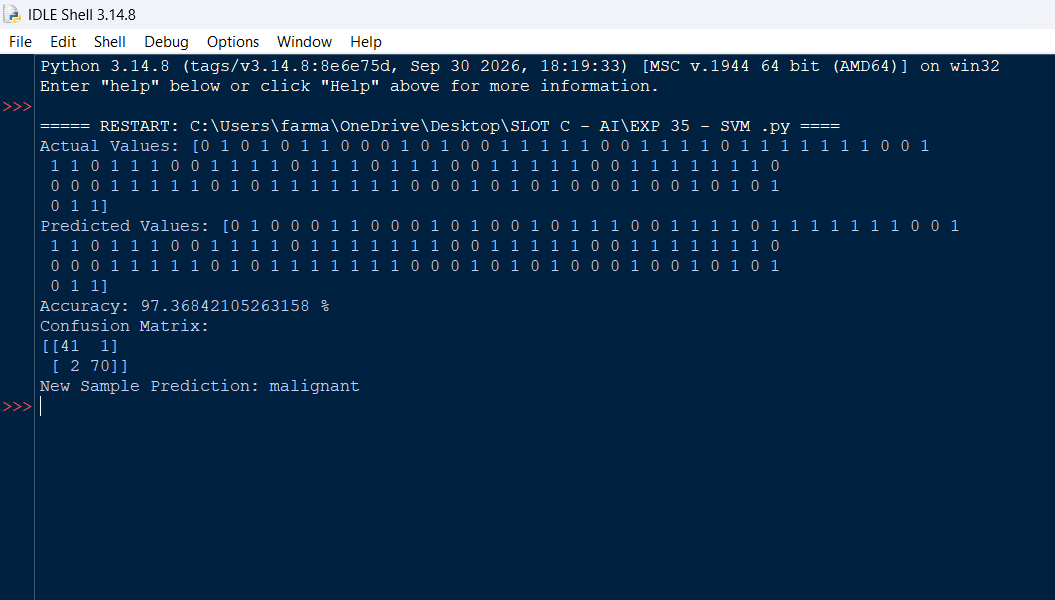 IDLE Shell 3.14.8
File Edit Shell Debug Options Window Help
Python 3.14.8 (tags/v3.14.8:8e6e75d, Sep 30 2026, 18:19:33) [MSC v.1944 64 bit (AMD64)] on win32
Enter "help" below or click "Help" above for more information.
>>>
===== RESTART: C:\Users\farma\OneDrive\Desktop\SLOT C - AI\EXP 35 - SVM .py ====
Actual Values: [0 1 0 1 0 1 1 0 0 0 1 0 1 0 0 1 1 1 1 1 0 0 1 1 1 1 0 1 1 1 1 1 1 1 0 0 1
1 1 0 1 1 1 0 0 1 1 1 1 0 1 1 1 0 1 1 1 0 0 1 1 1 1 1 0 0 1 1 1 1 1 1 1 0
0 0 0 1 1 1 1 1 0 1 0 1 1 1 1 1 1 1 0 0 0 1 0 1 0 1 0 0 0 1 0 0 1 0 1 0 1
0 1 1]
Predicted Values: [0 1 0 0 0 1 1 0 0 0 1 0 1 0 0 1 0 1 1 1 0 0 1 1 1 1 0 1 1 1 1 1 1 1 0 0 1
1 1 0 1 1 1 0 0 1 1 1 1 0 1 1 1 1 1 1 1 0 0 1 1 1 1 1 0 0 1 1 1 1 1 1 1 0
0 0 0 1 1 1 1 1 0 1 0 1 1 1 1 1 1 1 0 0 0 1 0 1 0 1 0 0 0 1 0 0 1 0 1 0 1
0 1 1]
Accuracy: 97.36842105263158 %
Confusion Matrix:
[[41  1]
[ 2 70]]
New Sample Prediction: malignant
>>>